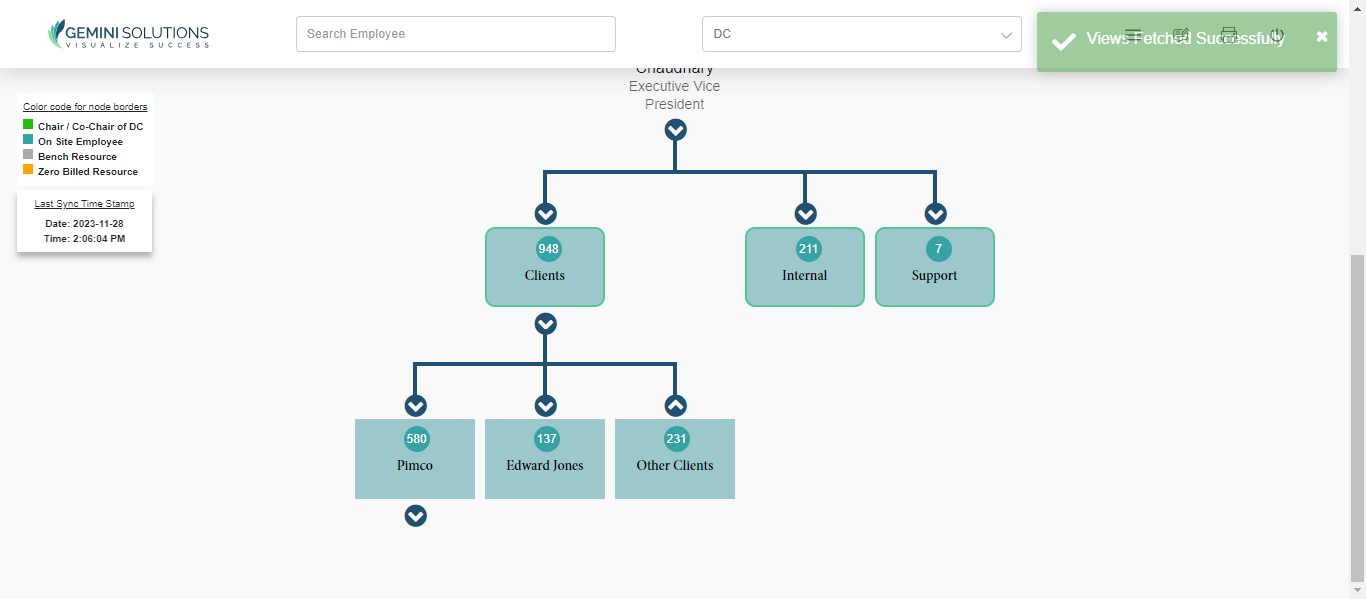 GEMINI SOLUTIONS
VISUALIZE SUCCESS
Search Employee
DC
Views Fetched Successfully
Chaudhary
Executive Vice
President
Color code for node borders
Chair / Co-Chair of DC
On Site Employee
Bench Resource
Zero Billed Resource
Last Sync Time Stamp
Date: 2023-11-28
Time: 2:06:04 PM
948
Clients
211
Internal
7
Support
580
Pimco
137
Edward Jones
231
Other Clients